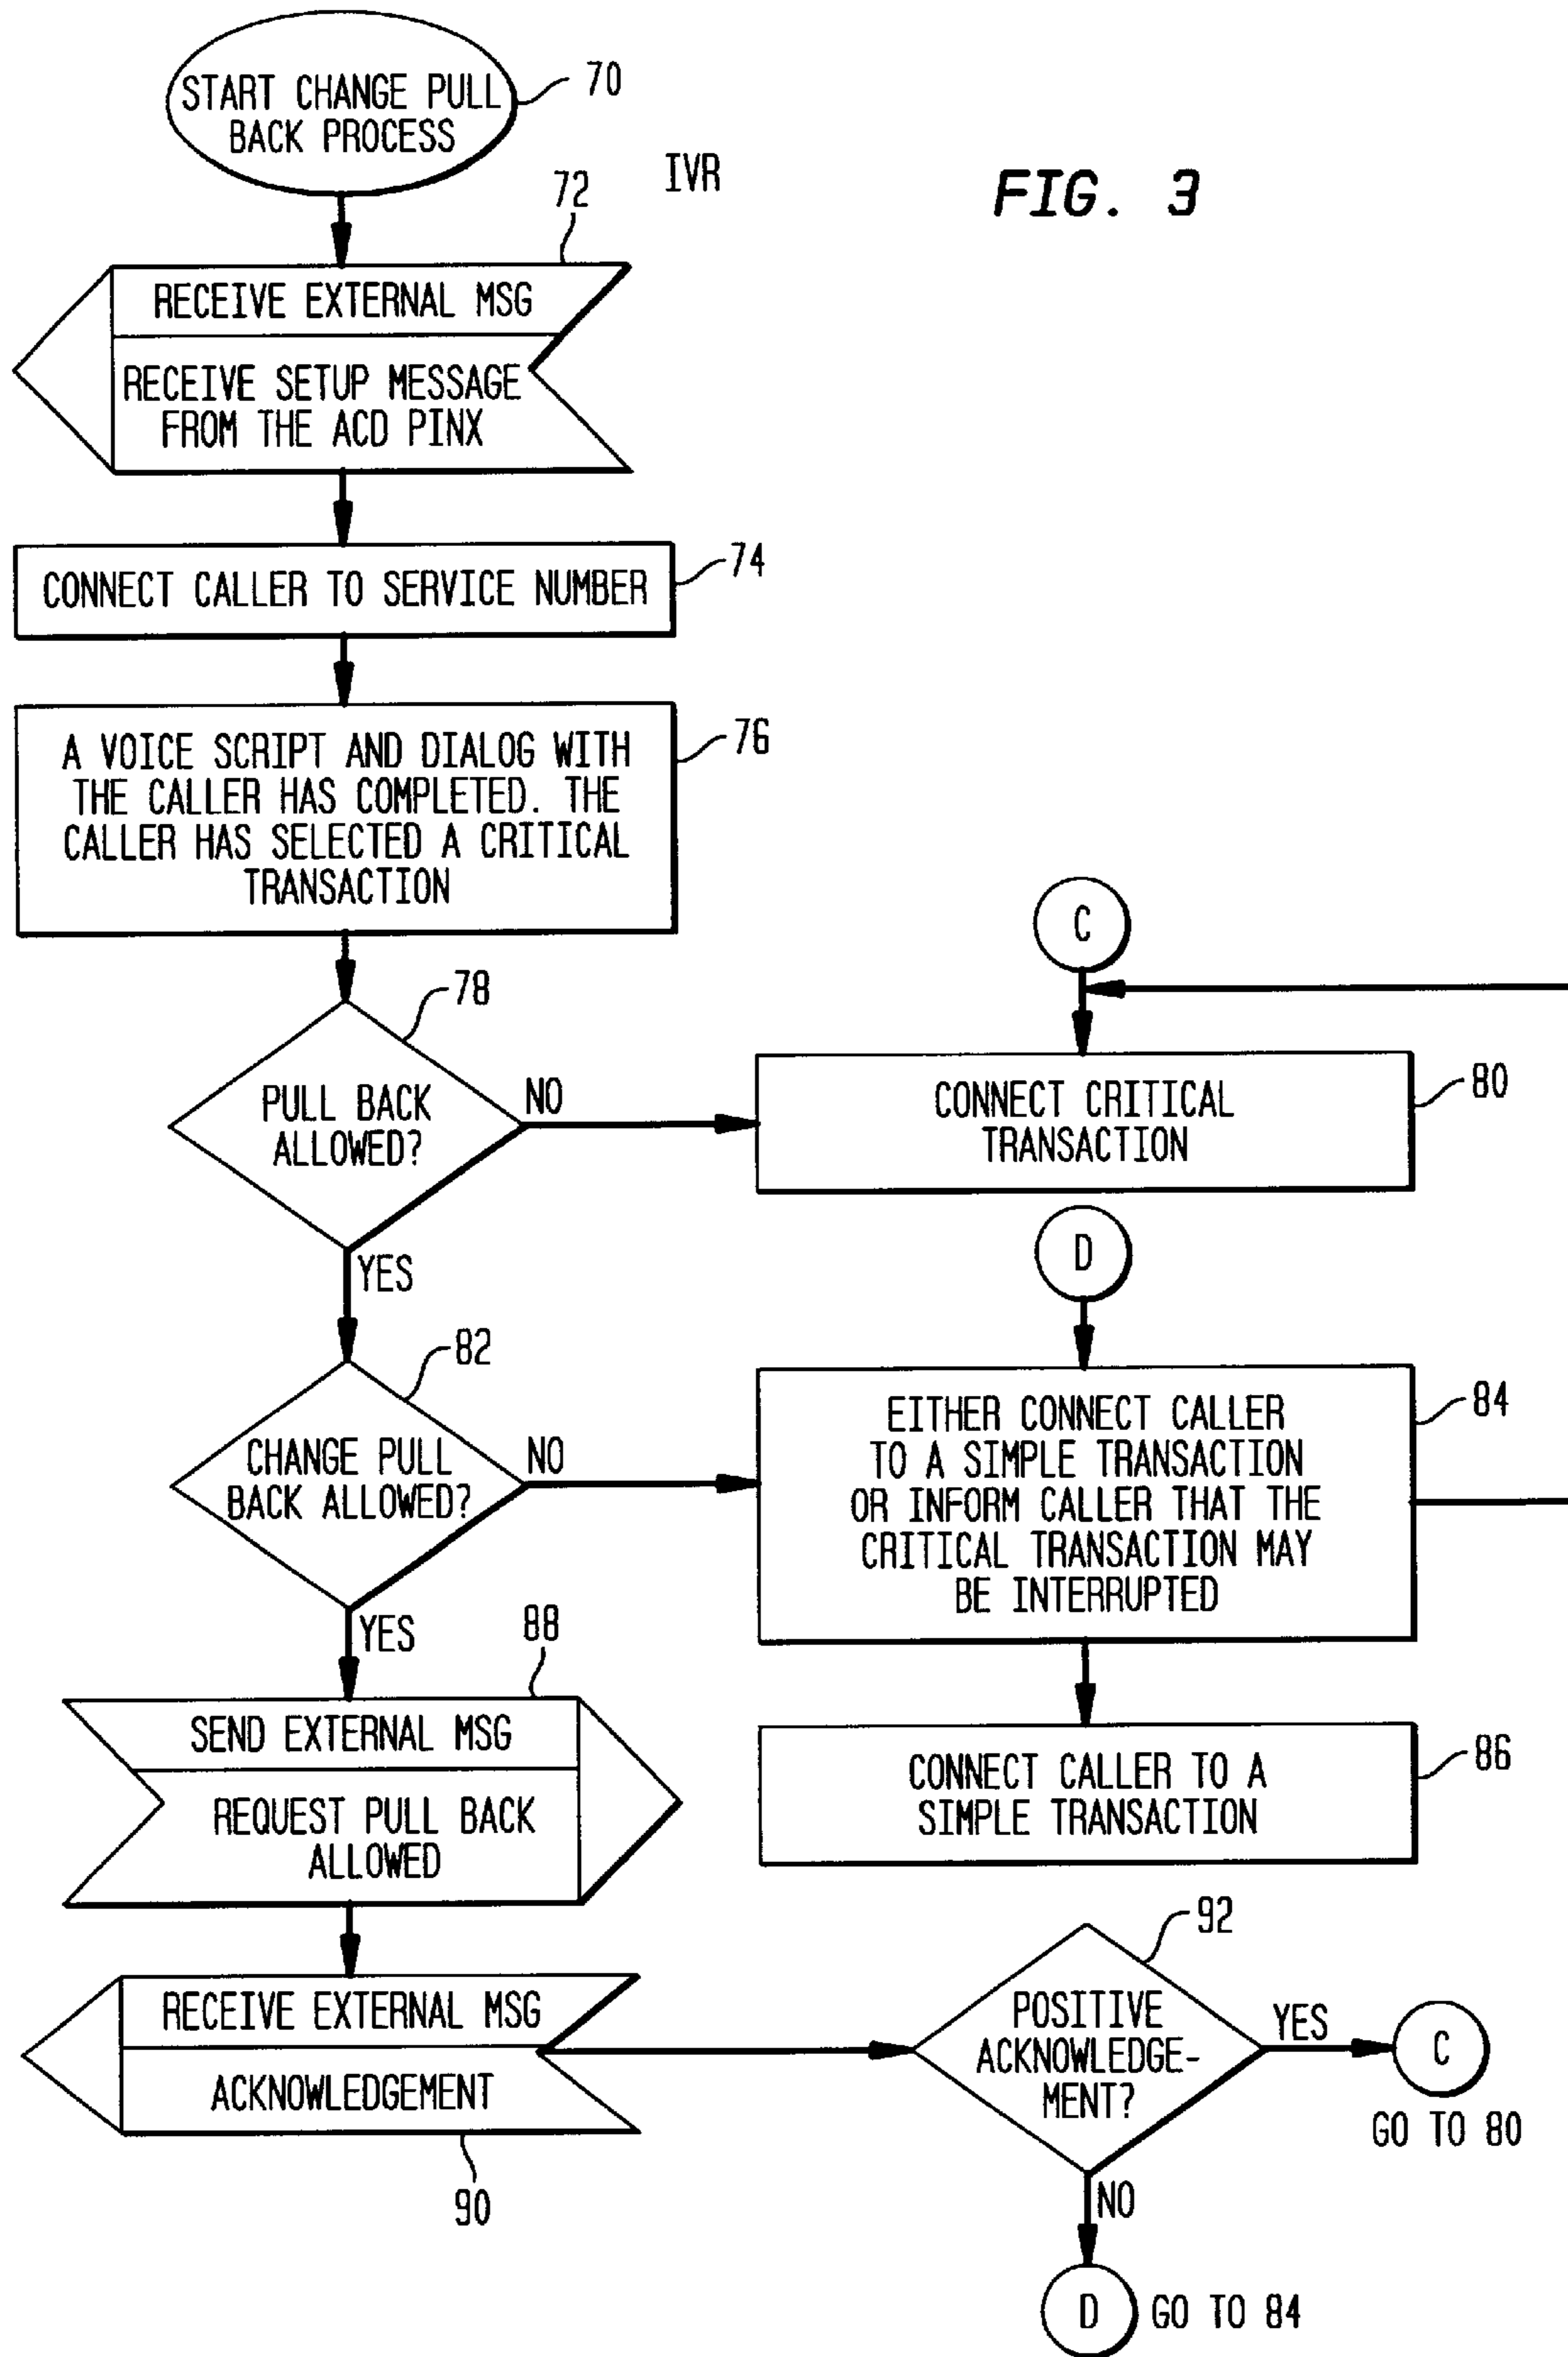 START CHANGE PULL
BACK PROCESS
70
IVR
FIG. 3
72
RECEIVE EXTERNAL MSG
RECEIVE SETUP MESSAGE
FROM THE ACD PINX
CONNECT CALLER TO SERVICE NUMBER
74
A VOICE SCRIPT AND DIALOG WITH
THE CALLER HAS COMPLETED. THE
CALLER HAS SELECTED A CRITICAL
TRANSACTION
76
78
PULL BACK
ALLOWED?
NO
YES
C
CONNECT CRITICAL
TRANSACTION
80
82
CHANGE PULL
BACK ALLOWED?
NO
YES
D
EITHER CONNECT CALLER
TO A SIMPLE TRANSACTION
OR INFORM CALLER THAT THE
CRITICAL TRANSACTION MAY
BE INTERRUPTED
84
CONNECT CALLER TO A
SIMPLE TRANSACTION
86
88
SEND EXTERNAL MSG
REQUEST PULL BACK
ALLOWED
RECEIVE EXTERNAL MSG
ACKNOWLEDGEMENT
90
92
POSITIVE
ACKNOWLEDGE-
MENT?
YES
C
GO TO 80
NO
D
GO TO 84